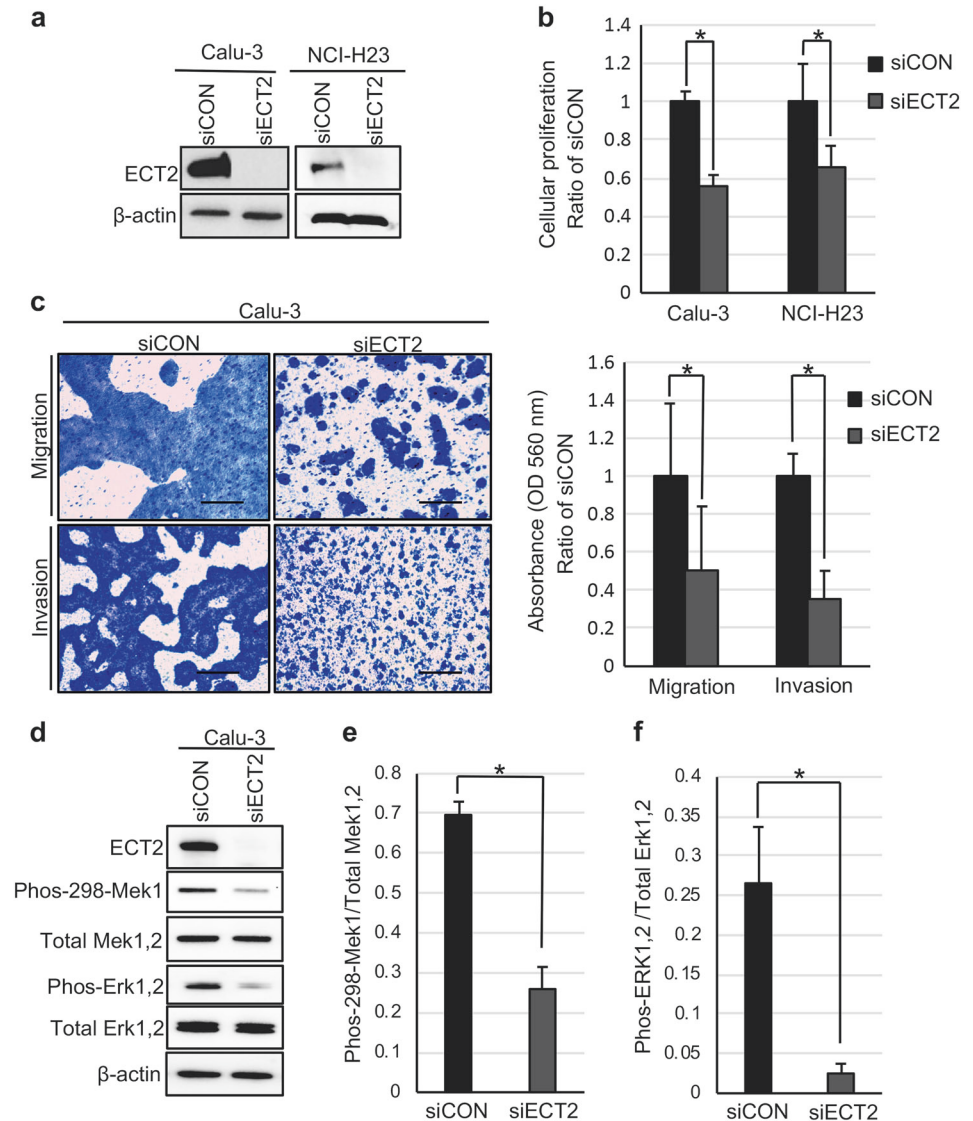 a
Calu-3 NCI-H23
siCON siECT2 siCON siECT2
ECT2
β-actin
b
Cellular proliferation
Ratio of siCON
1.4
1.2
1
0.8
0.6
0.4
0.2
0
* *
siCON
siECT2
Calu-3 NCI-H23
c
Calu-3
siCON siECT2
Migration
Invasion
Absorbance (OD 560 nm)
Ratio of siCON
1.6
1.4
1.2
1.0
0.8
0.6
0.4
0.2
0
* *
siCON
siECT2
Migration Invasion
d
Calu-3
siCON siECT2
ECT2
Phos-298-Mek1
Total Mek1,2
Phos-Erk1,2
Total Erk1,2
β-actin
e
Phos-298-Mek1/Total Mek1,2
0.8
0.7
0.6
0.5
0.4
0.3
0.2
0.1
0
*
siCON siECT2
f
Phos-ERK1,2 /Total Erk1,2
0.4
0.35
0.3
0.25
0.2
0.15
0.1
0.05
0
*
siCON siECT2